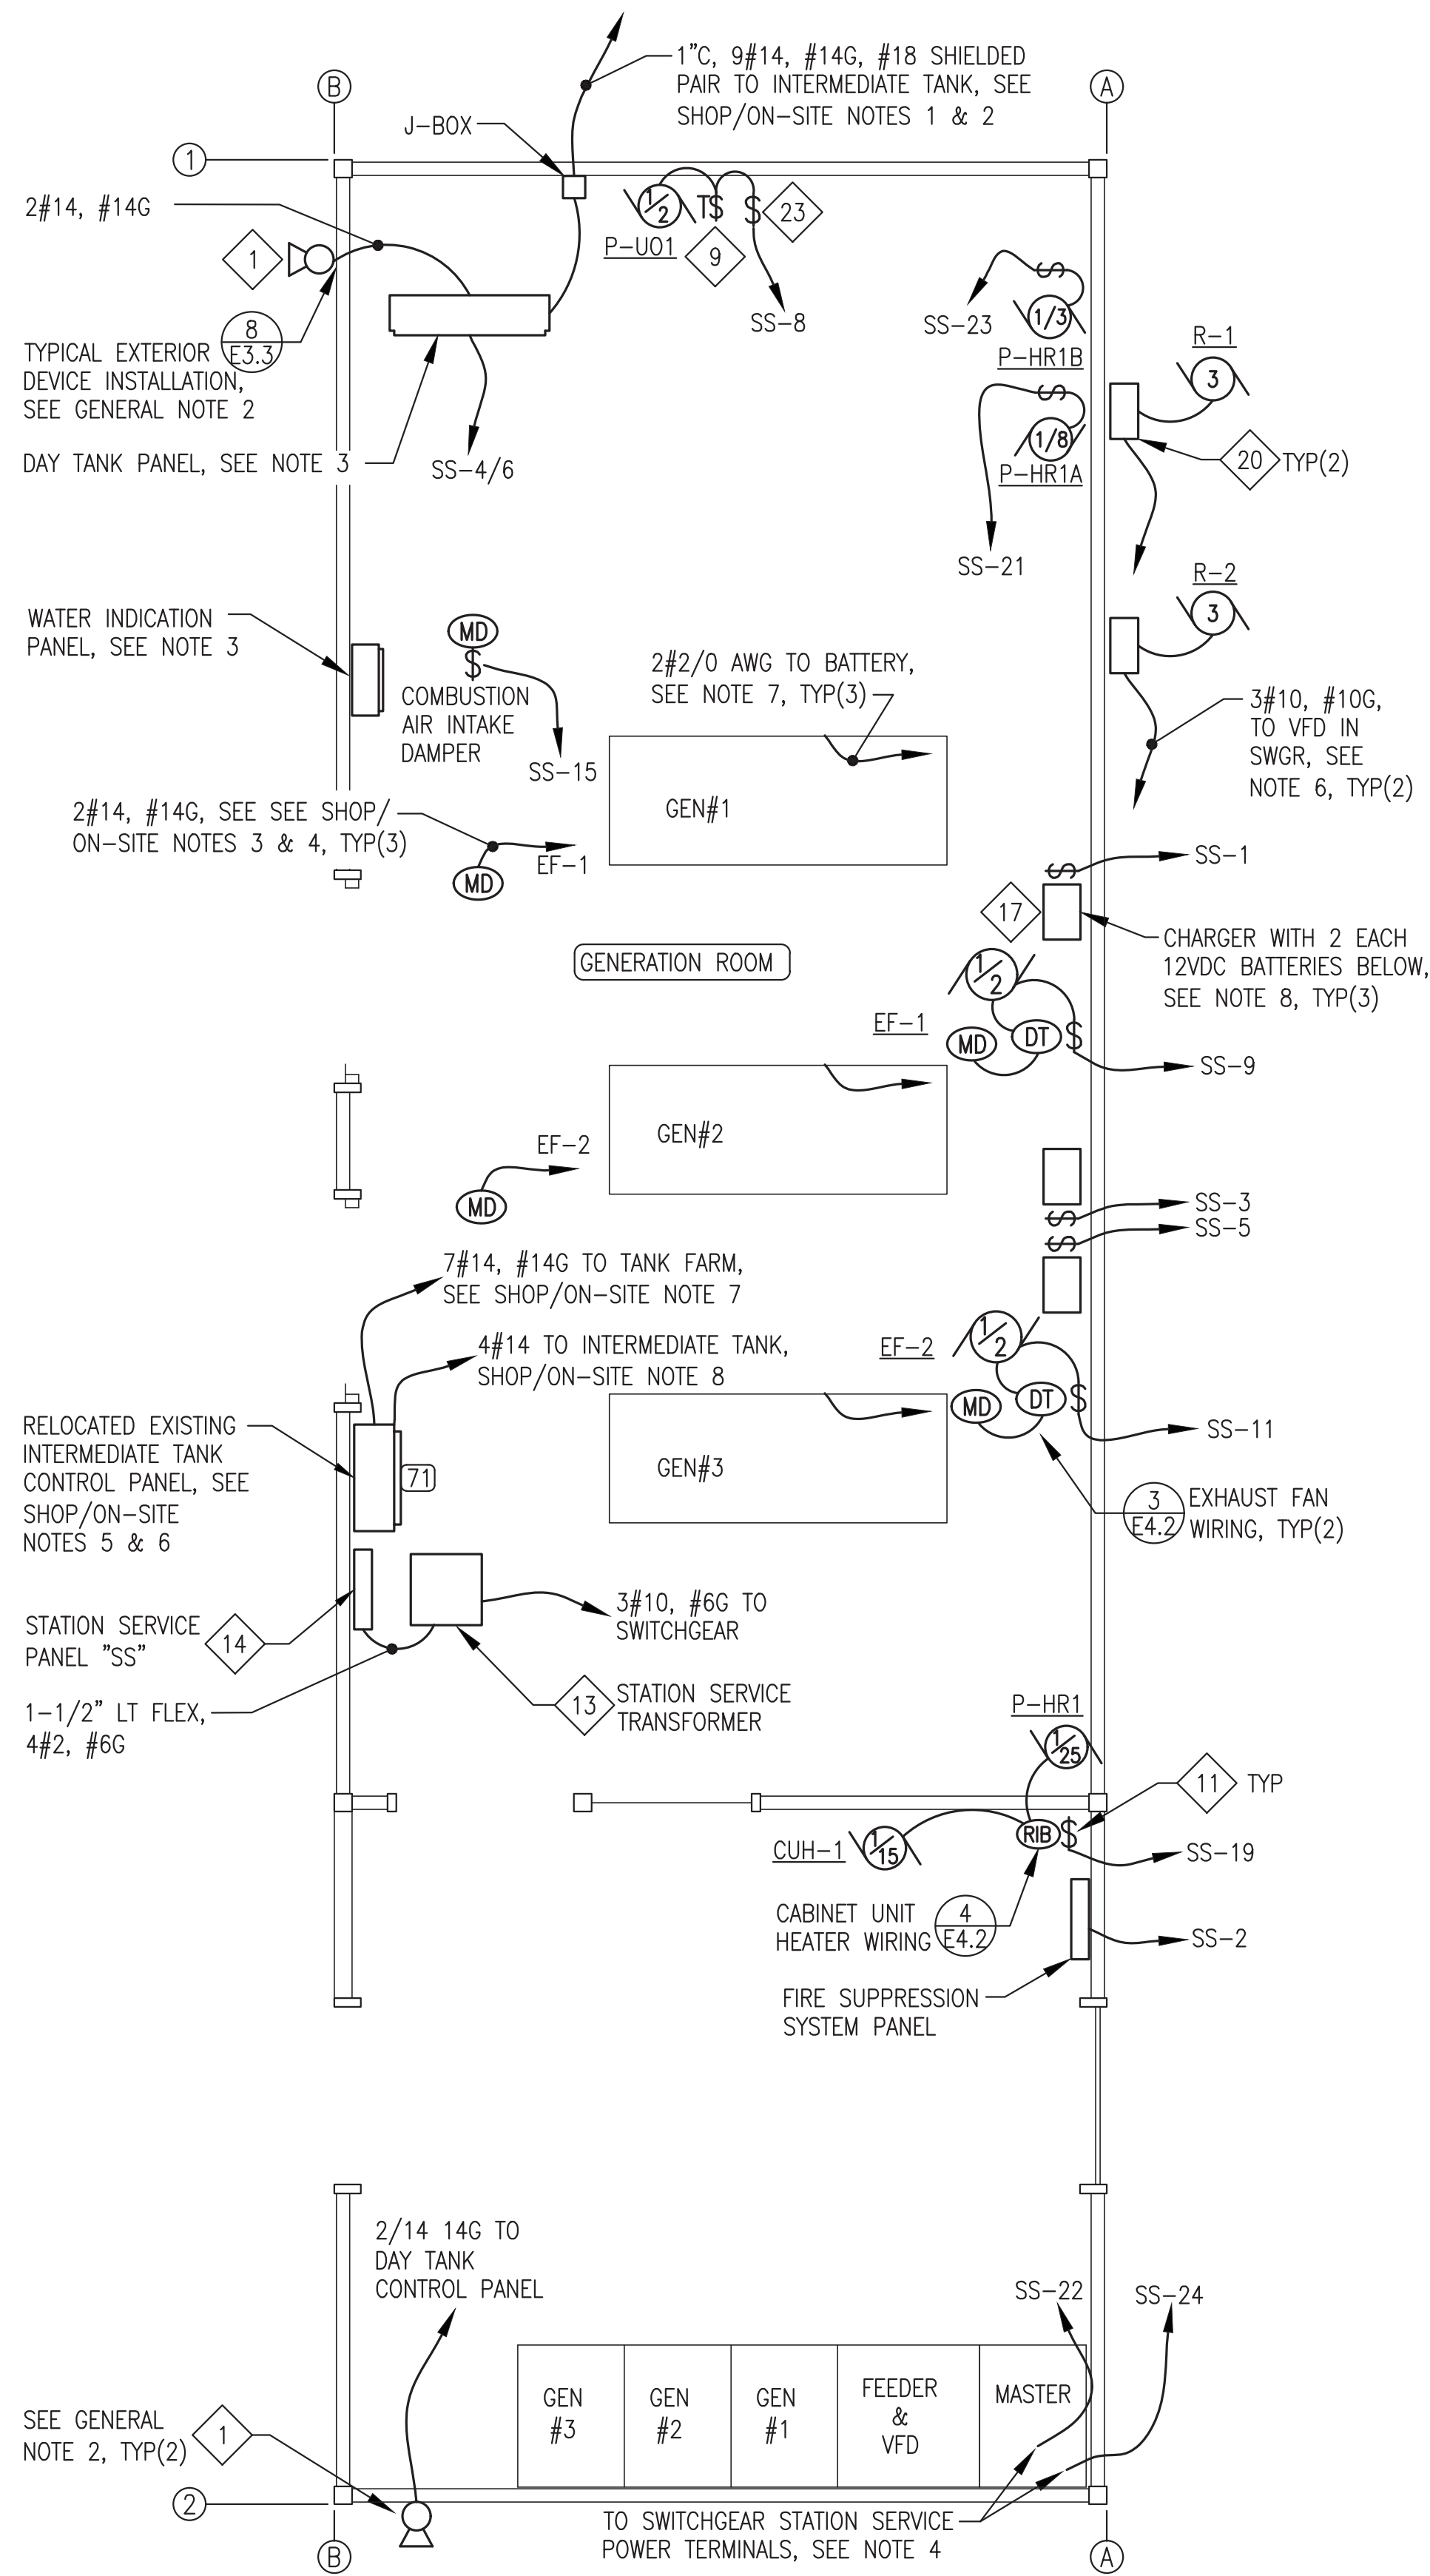 1"C, 9#14, #14G, #18 SHIELDED
PAIR TO INTERMEDIATE TANK, SEE
SHOP/ON-SITE NOTES 1 & 2
B
A
J-BOX
1
2#14, #14G
1
1/2
T$
$
23
P-UO1
9
SS-8
8
E3.3
TYPICAL EXTERIOR
DEVICE INSTALLATION,
SEE GENERAL NOTE 2
DAY TANK PANEL, SEE NOTE 3
SS-4/6
$
SS-23
1/3
P-HR1B
$
1/8
P-HR1A
SS-21
R-1
3
20
TYP(2)
R-2
3
3#10, #10G,
TO VFD IN
SWGR, SEE
NOTE 6, TYP(2)
WATER INDICATION
PANEL, SEE NOTE 3
MD
$
COMBUSTION
AIR INTAKE
DAMPER
SS-15
2#2/0 AWG TO BATTERY,
SEE NOTE 7, TYP(3)
GEN#1
2#14, #14G, SEE SEE SHOP/
ON-SITE NOTES 3 & 4, TYP(3)
EF-1
MD
$
SS-1
17
CHARGER WITH 2 EACH
12VDC BATTERIES BELOW,
SEE NOTE 8, TYP(3)
GENERATION ROOM
1/2
EF-1
MD
DT
$
SS-9
GEN#2
EF-2
MD
$
SS-3
$
SS-5
7#14, #14G TO TANK FARM,
SEE SHOP/ON-SITE NOTE 7
4#14 TO INTERMEDIATE TANK,
SHOP/ON-SITE NOTE 8
1/2
EF-2
MD
DT
$
SS-11
GEN#3
RELOCATED EXISTING
INTERMEDIATE TANK
CONTROL PANEL, SEE
SHOP/ON-SITE
NOTES 5 & 6
71
3
E4.2
EXHAUST FAN
WIRING, TYP(2)
STATION SERVICE
PANEL "SS"
14
3#10, #6G TO
SWITCHGEAR
1-1/2" LT FLEX,
4#2, #6G
13
STATION SERVICE
TRANSFORMER
P-HR1
1/25
11
TYP
CUH-1
1/15
RIB
$
SS-19
CABINET UNIT
HEATER WIRING
4
E4.2
SS-2
FIRE SUPPRESSION
SYSTEM PANEL
2/14 14G TO
DAY TANK
CONTROL PANEL
SS-22
SS-24
GEN
#3
GEN
#2
GEN
#1
FEEDER
&
VFD
MASTER
SEE GENERAL
NOTE 2, TYP(2)
1
2
TO SWITCHGEAR STATION SERVICE
POWER TERMINALS, SEE NOTE 4
B
A